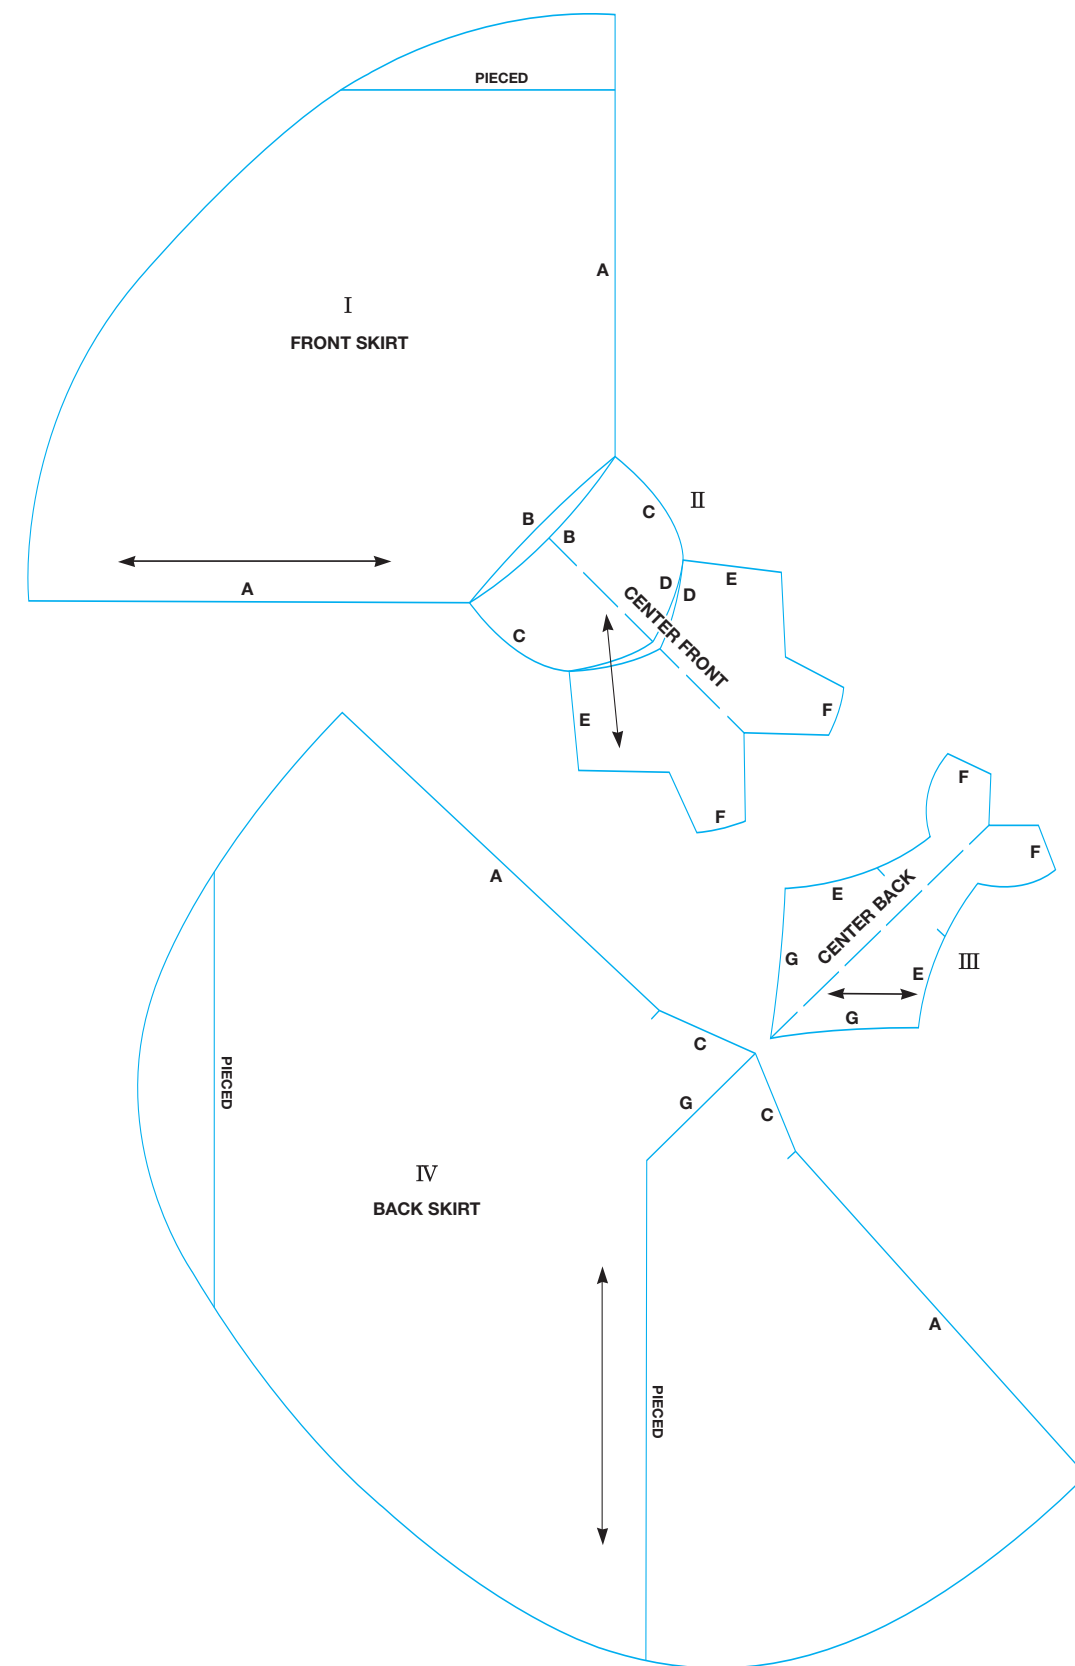 PIECED
A
I
FRONT SKIRT
A
B
B
C
II
D
D
E
CENTER FRONT
C
E
F
F
F
F
E
CENTER BACK
G
E
III
G
A
C
G
C
PIECED
IV
BACK SKIRT
A
PIECED